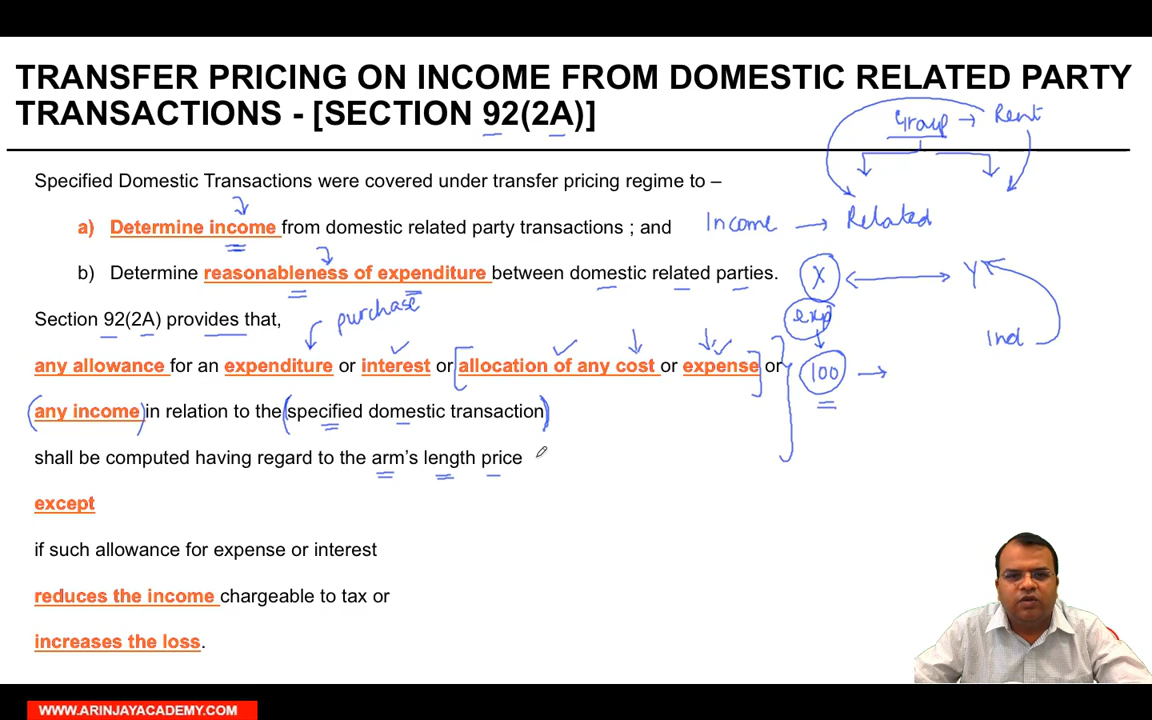 TRANSFER PRICING ON INCOME FROM DOMESTIC RELATED PARTY
TRANSACTIONS - [SECTION 92(2A)]
Group → Rent
Specified Domestic Transactions were covered under transfer pricing regime to –
a) Determine income from domestic related party transactions ; and
Income → Related
b) Determine reasonableness of expenditure between domestic related parties.
X Y
purchase
exp
Section 92(2A) provides that,
Ind
any allowance for an expenditure or interest or [allocation of any cost or expense] or
100 →
(any income) in relation to the (specified domestic transaction)
shall be computed having regard to the arm's length price
except
if such allowance for expense or interest
reduces the income chargeable to tax or
increases the loss.
WWW.ARINJAYACADEMY.COM